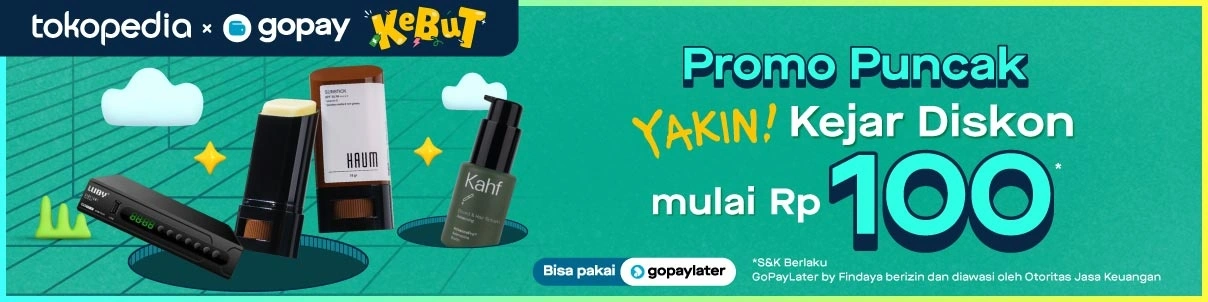 tokopedia × gopay KeBuT
Promo Puncak
YAKIN! Kejar Diskon
mulai Rp 100*
LUBY
HAUM
Kahf
Bisa pakai gopaylater
*S&K Berlaku
GoPayLater by Findaya berizin dan diawasi oleh Otoritas Jasa Keuangan